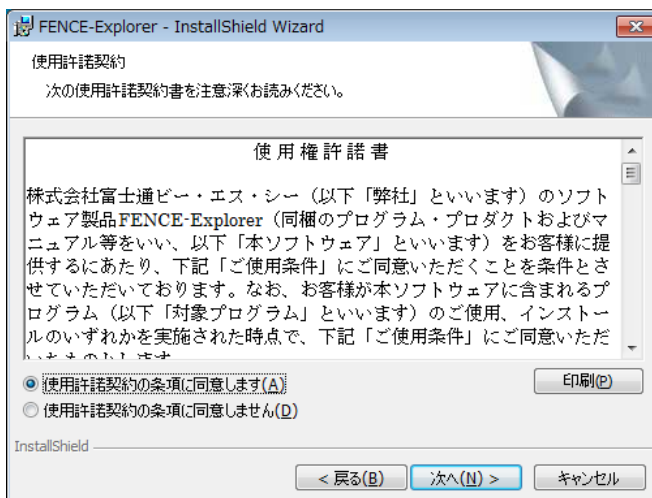 FENCE-Explorer - InstallShield Wizard
使用許諾契約
次の使用許諾契約書を注意深くお読みください。
使用権許諾書
株式会社富士通ビー・エス・シー（以下「弊社」といいます）のソフト
ウェア製品FENCE-Explorer（同梱のプログラム・プロダクトおよびマ
ニュアル等をいい、以下「本ソフトウェア」といいます）をお客様に提
供するにあたり、下記「ご使用条件」にご同意いただくことを条件とさ
せていただいております。なお、お客様が本ソフトウェアに含まれるプ
ログラム（以下「対象プログラム」といいます）のご使用、インストー
ルのいずれかを実施された時点で、下記「ご使用条件」にご同意いただ
いたものとします。
使用許諾契約の条項に同意します(A)
印刷(P)
使用許諾契約の条項に同意しません(D)
InstallShield
< 戻る(B)
次へ(N) >
キャンセル